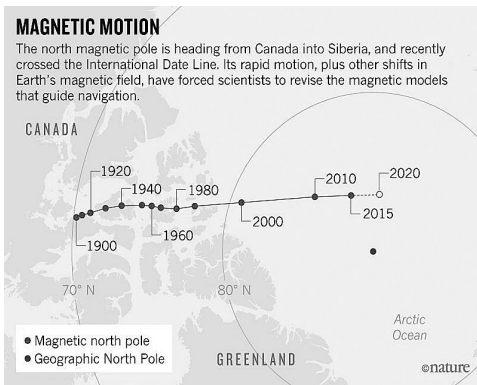 MAGNETIC MOTION
The north magnetic pole is heading from Canada into Siberia, and recently
crossed the International Date Line. Its rapid motion, plus other shifts in
Earth's magnetic field, have forced scientists to revise the magnetic models
that guide navigation.
CANADA
1920
1940
1980
2010
2020
1900
1960
2000
2015
70° N
80° N
Arctic
Ocean
Magnetic north pole
Geographic North Pole
GREENLAND
©nature